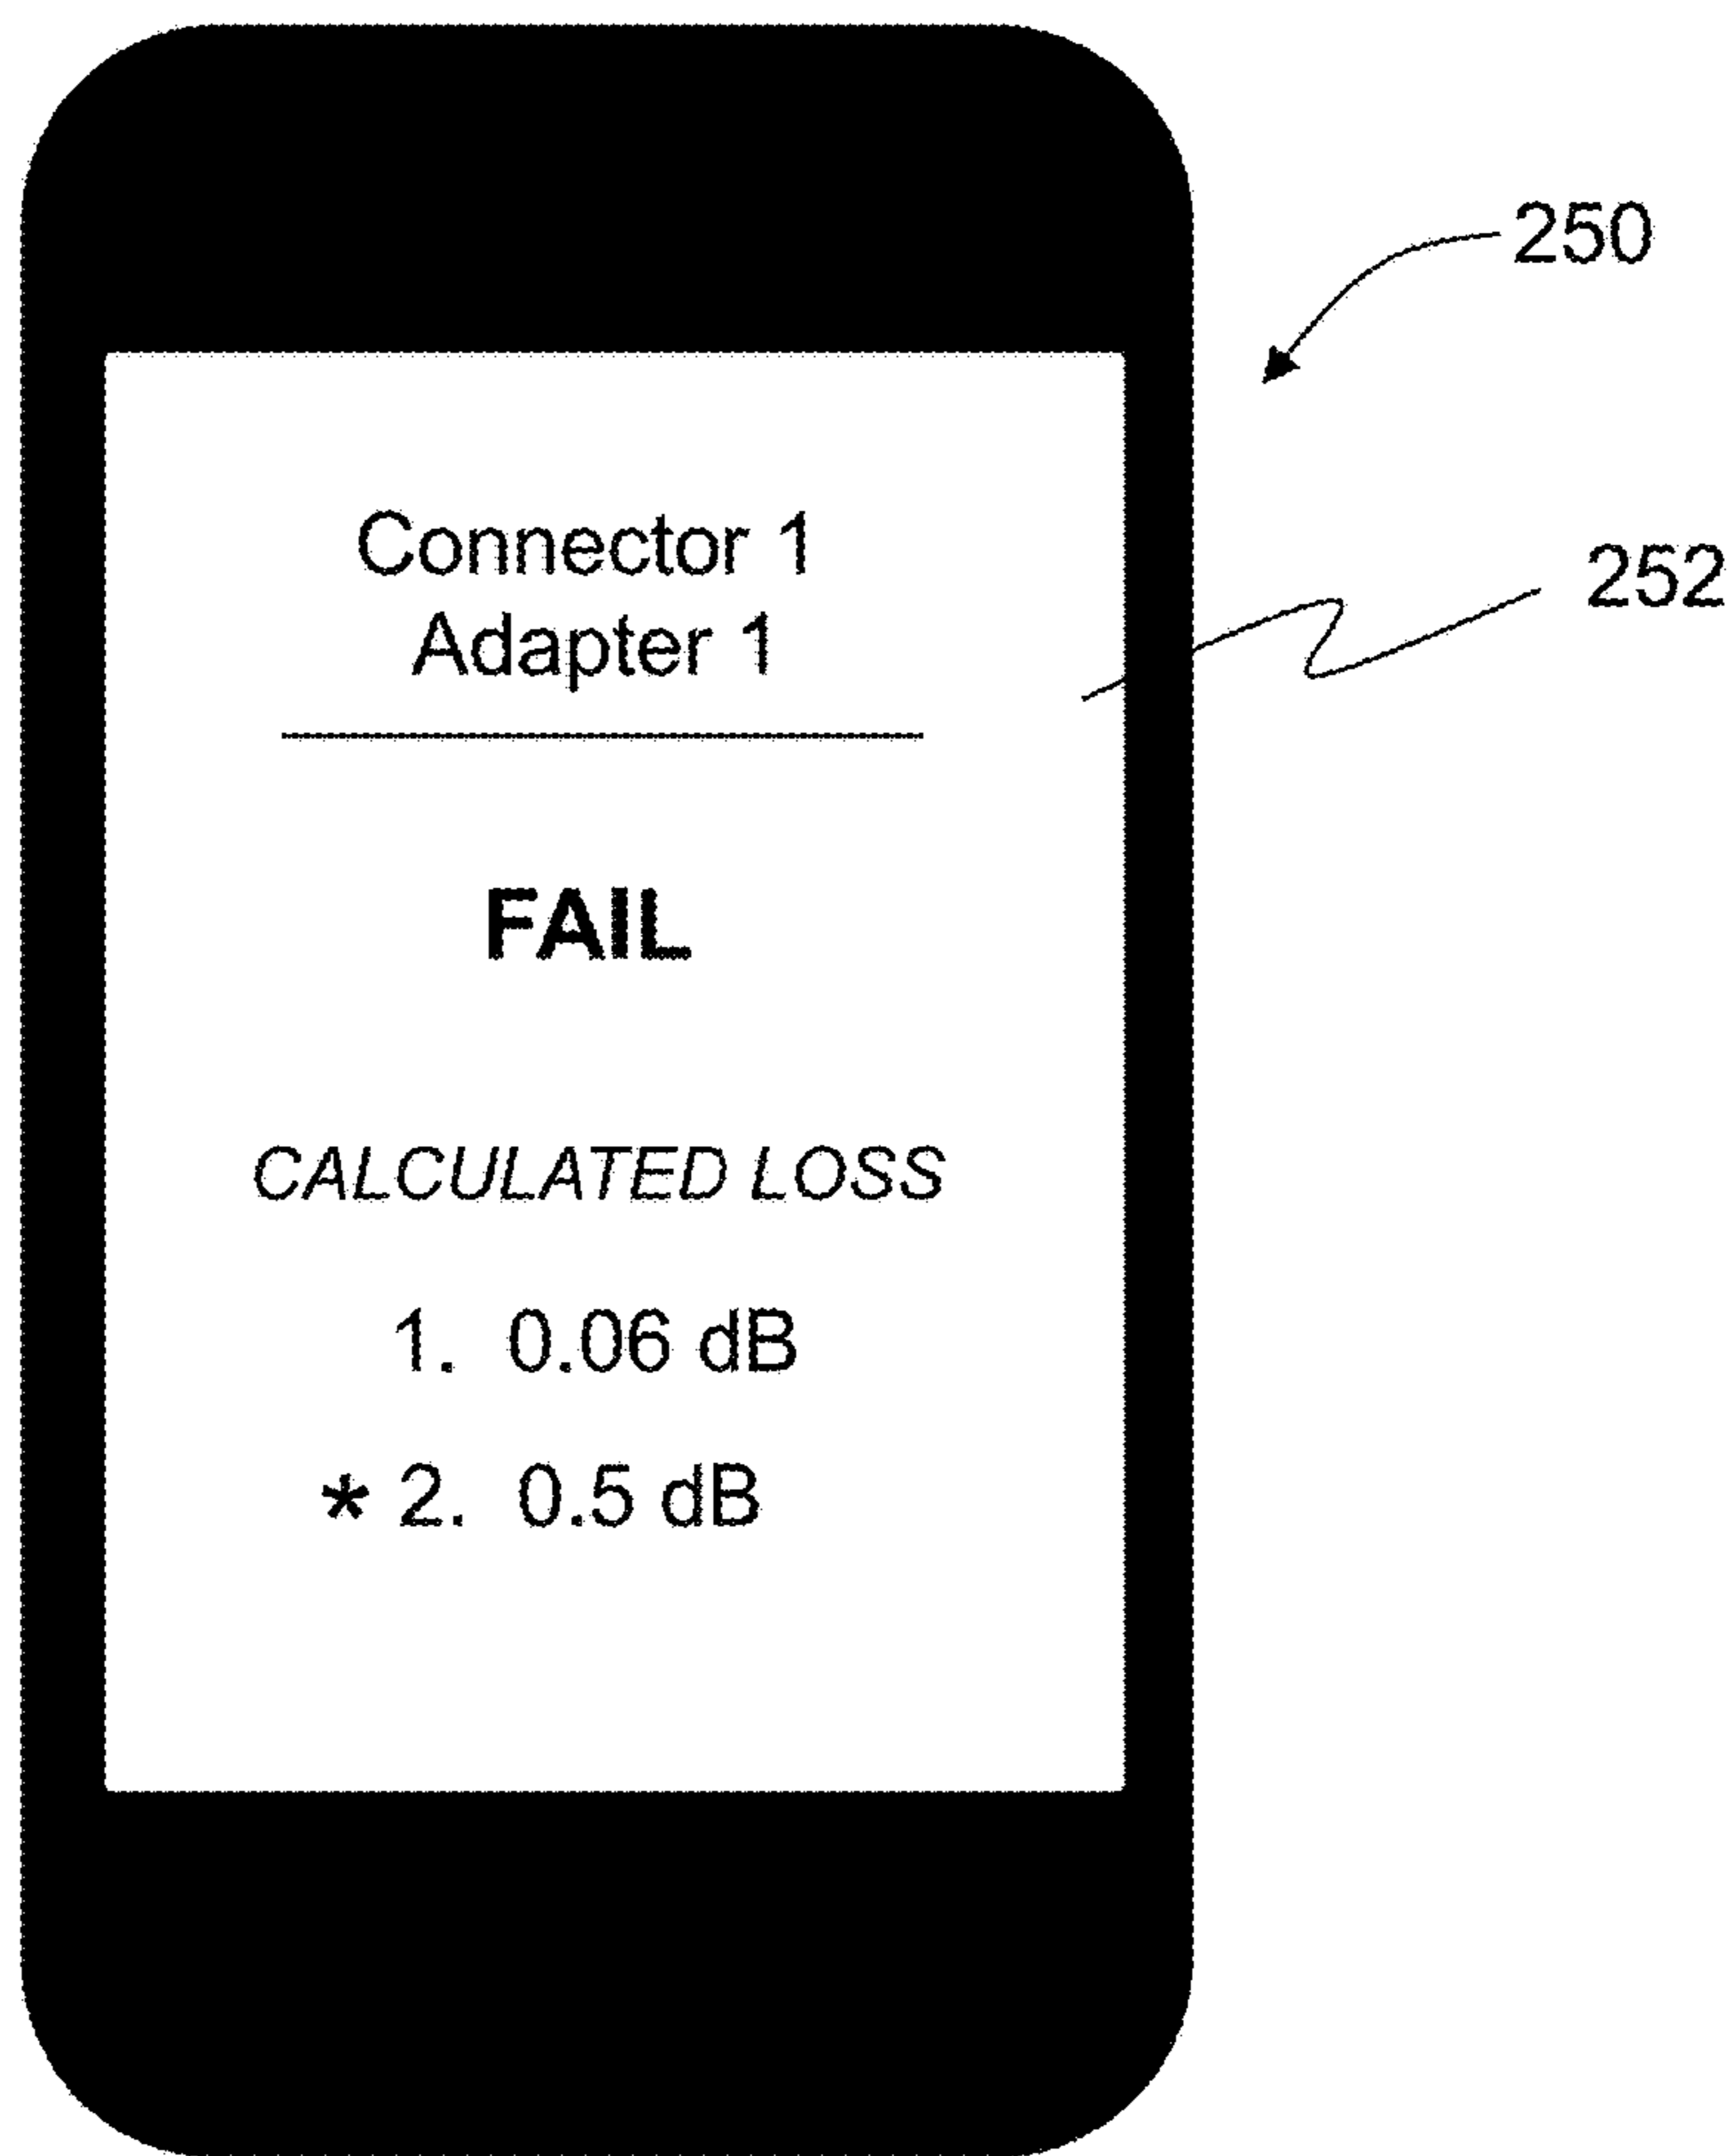 250
Connector 1
252
Adapter 1
FAIL
CALCULATED LOSS
1. 0.06 dB
* 2. 0.5 dB